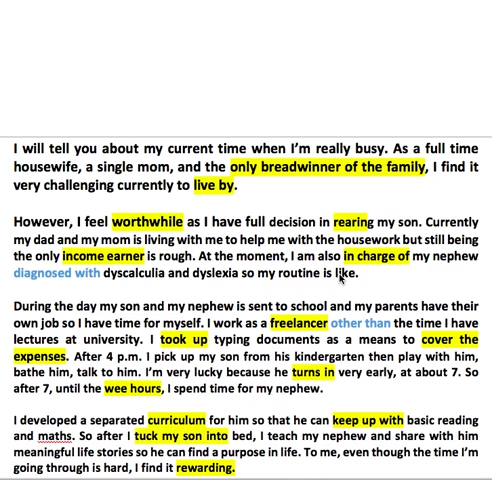 I will tell you about my current time when I'm really busy. As a full time
housewife, a single mom, and the only breadwinner of the family, I find it
very challenging currently to live by.
However, I feel worthwhile as I have full decision in rearing my son. Currently
my dad and my mom is living with me to help me with the housework but still being
the only income earner is rough. At the moment, I am also in charge of my nephew
diagnosed with dyscalculia and dyslexia so my routine is like.
During the day my son and my nephew is sent to school and my parents have their
own job so I have time for myself. I work as a freelancer other than the time I have
lectures at university. I took up typing documents as a means to cover the
expenses. After 4 p.m. I pick up my son from his kindergarten then play with him,
bathe him, talk to him. I'm very lucky because he turns in very early, at about 7. So
after 7, until the wee hours, I spend time for my nephew.
I developed a separated curriculum for him so that he can keep up with basic reading
and maths. So after I tuck my son into bed, I teach my nephew and share with him
meaningful life stories so he can find a purpose in life. To me, even though the time I'm
going through is hard, I find it rewarding.